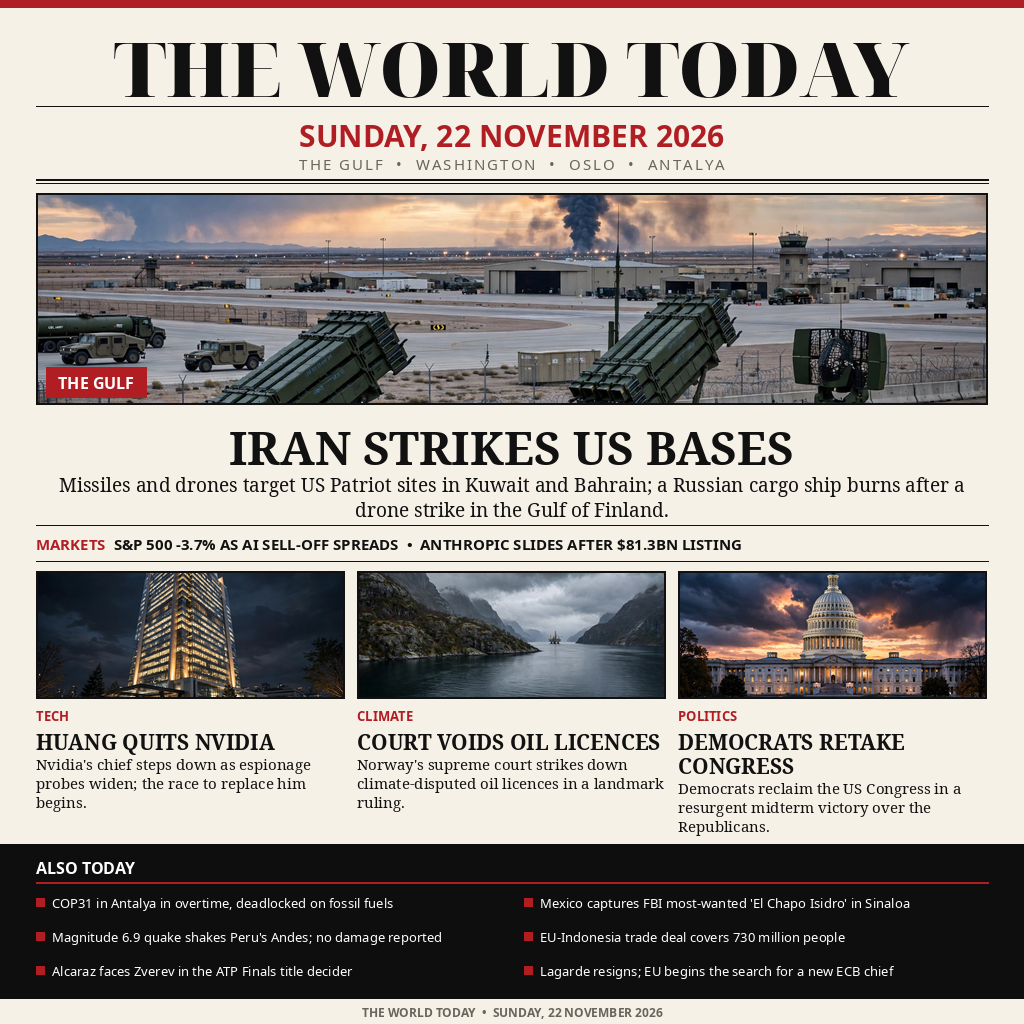 THE WORLD TODAY
SUNDAY, 22 NOVEMBER 2026
THE GULF • WASHINGTON • OSLO • ANTALYA
THE GULF
IRAN STRIKES US BASES
Missiles and drones target US Patriot sites in Kuwait and Bahrain; a Russian cargo ship burns after a
drone strike in the Gulf of Finland.
MARKETS S&P 500 -3.7% AS AI SELL-OFF SPREADS • ANTHROPIC SLIDES AFTER $81.3BN LISTING
TECH
HUANG QUITS NVIDIA
Nvidia's chief steps down as espionage
probes widen; the race to replace him
begins.
CLIMATE
COURT VOIDS OIL LICENCES
Norway's supreme court strikes down
climate-disputed oil licences in a landmark
ruling.
POLITICS
DEMOCRATS RETAKE
CONGRESS
Democrats reclaim the US Congress in a
resurgent midterm victory over the
Republicans.
ALSO TODAY
COP31 in Antalya in overtime, deadlocked on fossil fuels
Magnitude 6.9 quake shakes Peru's Andes; no damage reported
Alcaraz faces Zverev in the ATP Finals title decider
Mexico captures FBI most-wanted 'El Chapo Isidro' in Sinaloa
EU-Indonesia trade deal covers 730 million people
Lagarde resigns; EU begins the search for a new ECB chief
THE WORLD TODAY • SUNDAY, 22 NOVEMBER 2026